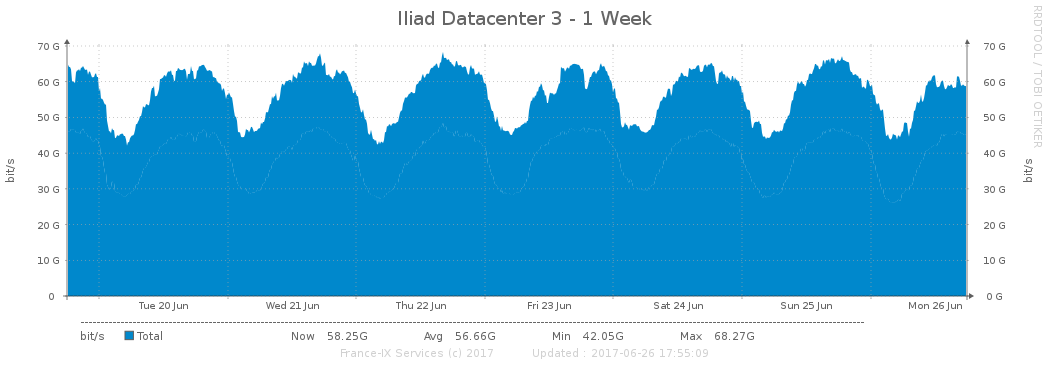 Iliad Datacenter 3 - 1 Week
RRDTOOL / TOBI OETIKER
70 G 70 G
60 G 60 G
50 G 50 G
40 G 40 G
30 G 30 G
20 G 20 G
10 G 10 G
0 0 G
bit/s bit/s
Tue 20 Jun Wed 21 Jun Thu 22 Jun Fri 23 Jun Sat 24 Jun Sun 25 Jun Mon 26 Jun
bit/s Total Now 58.25G Avg 56.66G Min 42.05G Max 68.27G
France-IX Services (c) 2017 Updated : 2017-06-26 17:55:09